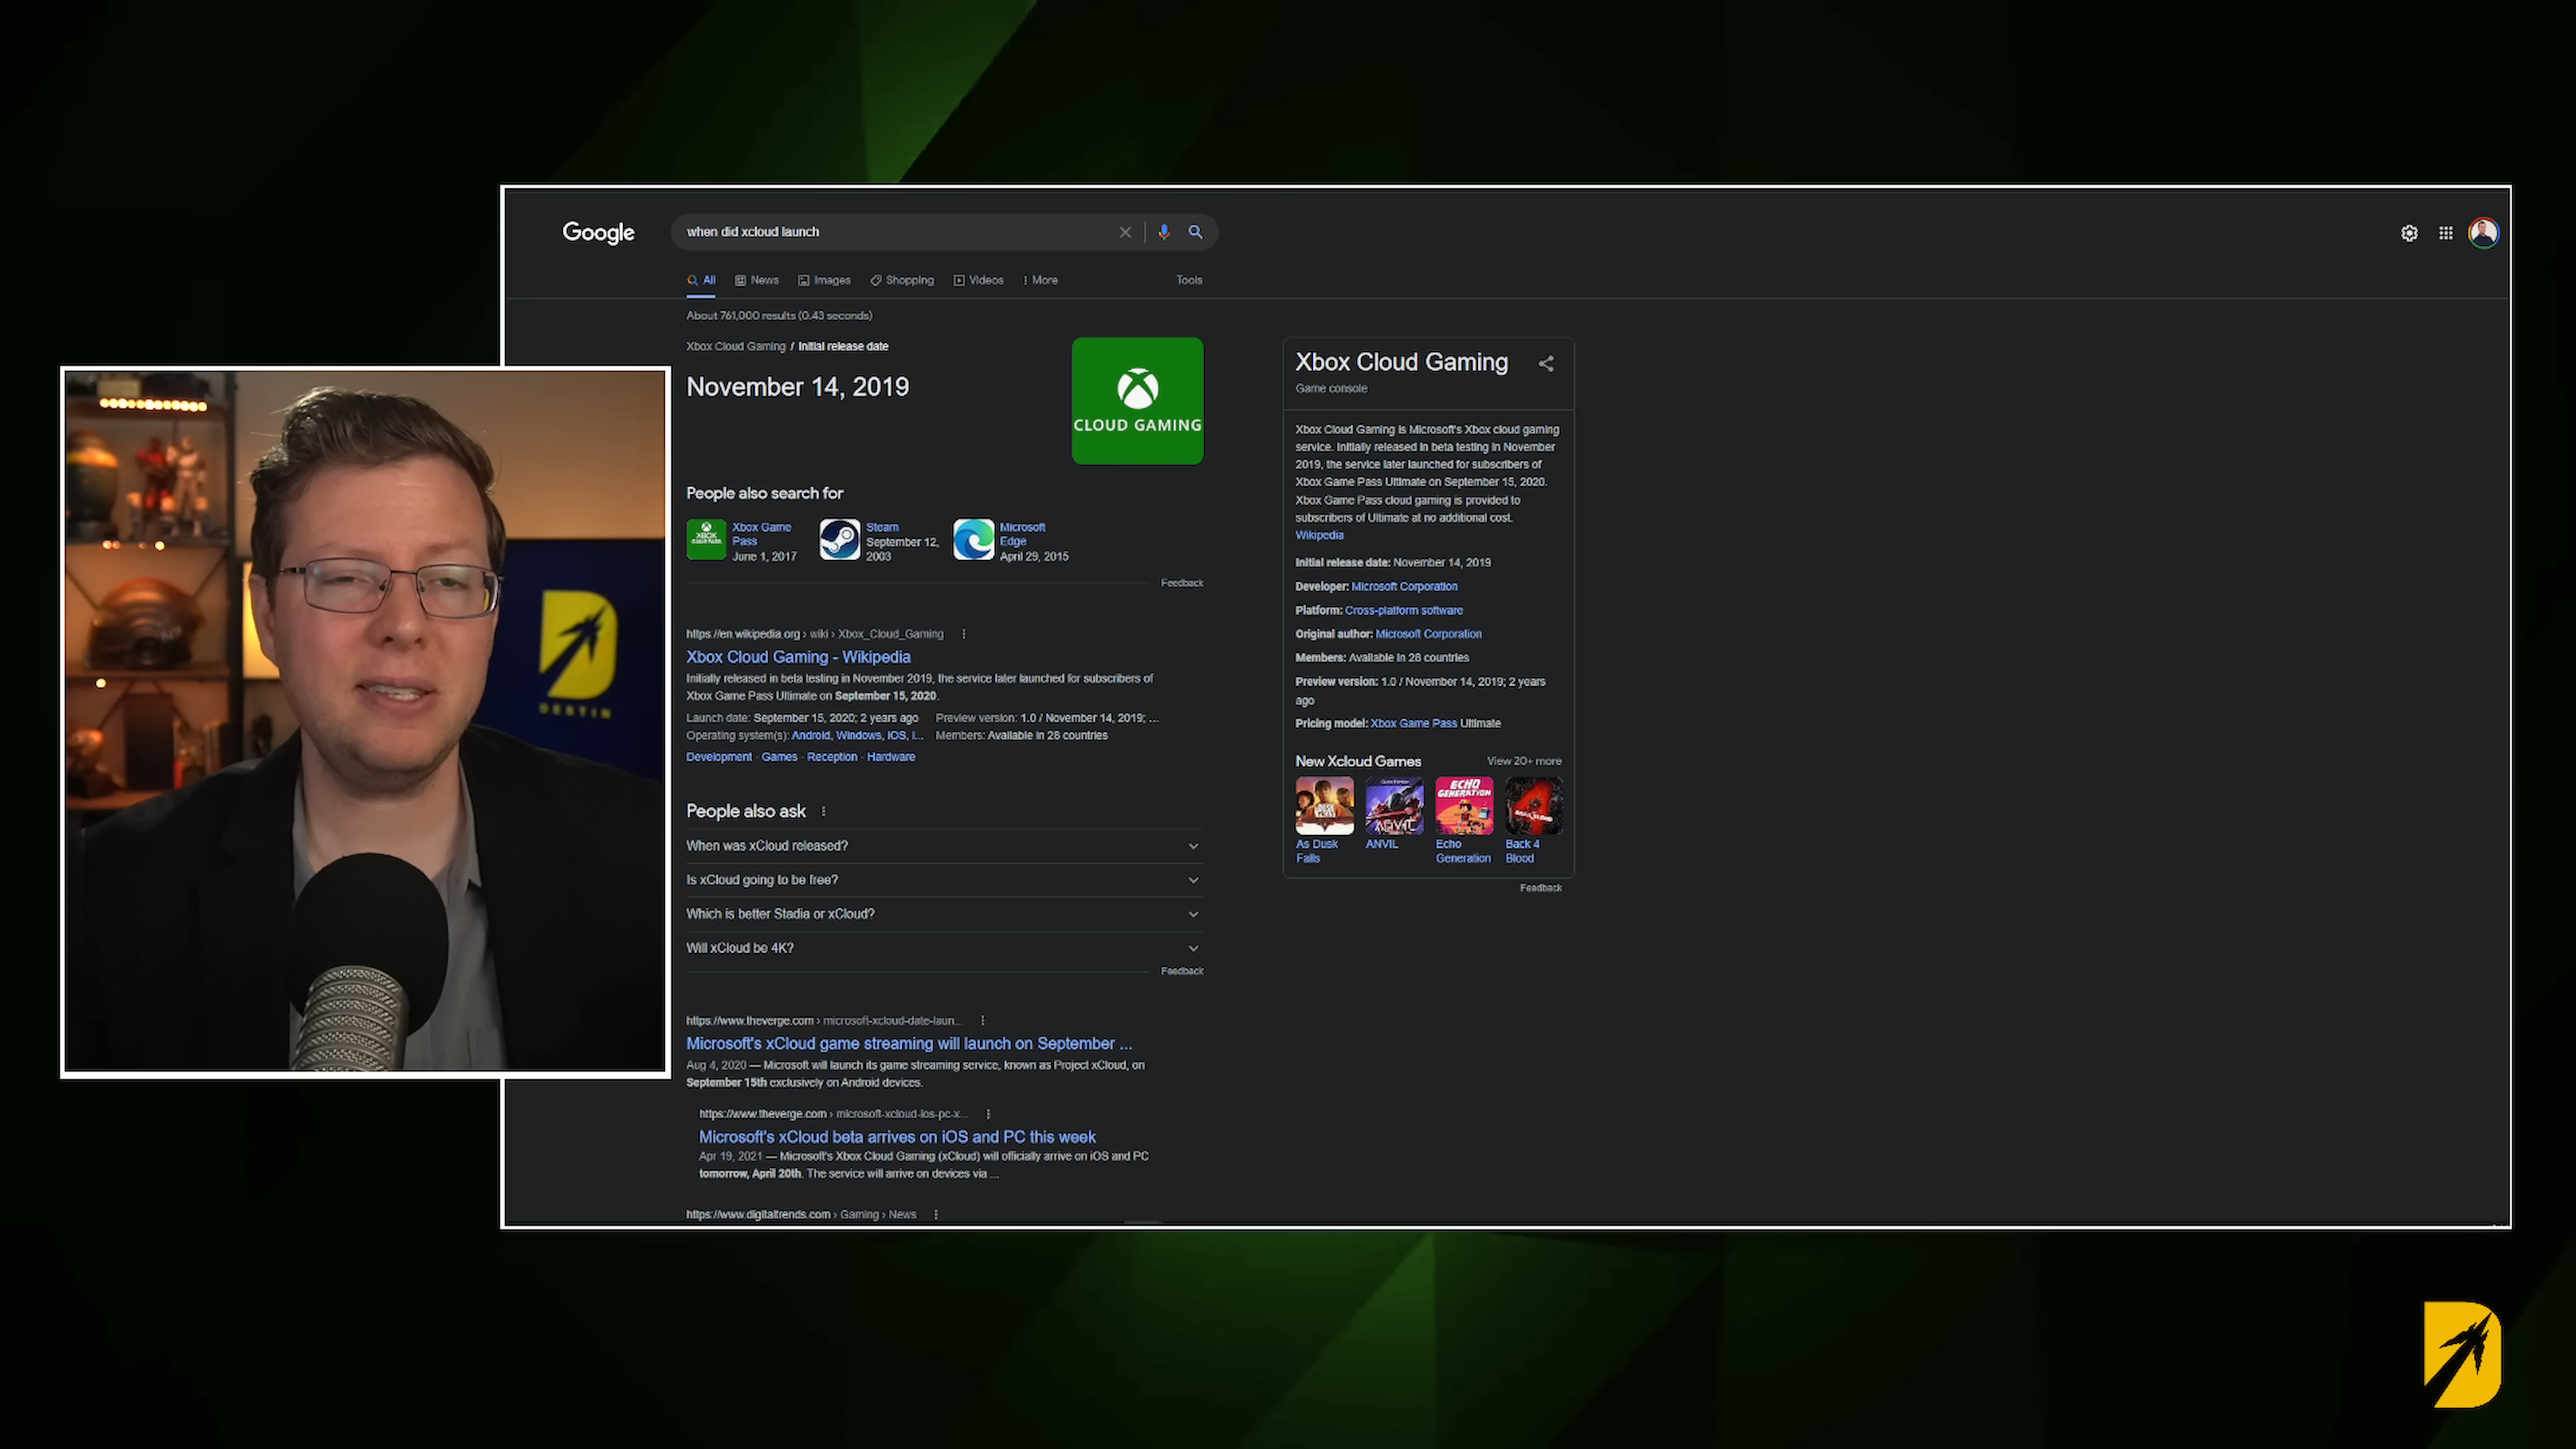 Google
when did xcloud launch
All
News
Images
Shopping
Videos
More
Tools
About 761,000 results (0.43 seconds)
Xbox Cloud Gaming / Initial release date
November 14, 2019
CLOUD GAMING
People also search for
Xbox Game
Pass
June 1, 2017
Steam
September 12,
2003
Microsoft
Edge
April 29, 2015
Feedback
https://en.wikipedia.org › wiki › Xbox_Cloud_Gaming
Xbox Cloud Gaming - Wikipedia
Initially released in beta testing in November 2019, the service later launched for subscribers of
Xbox Game Pass Ultimate on September 15, 2020.
Launch date: September 15, 2020; 2 years ago
Preview version: 1.0 / November 14, 2019; ...
Operating system(s): Android, Windows, iOS, i...
Members: Available in 28 countries
Development · Games · Reception · Hardware
People also ask
When was xCloud released?
Is xCloud going to be free?
Which is better Stadia or xCloud?
Will xCloud be 4K?
Feedback
https://www.theverge.com › microsoft-xcloud-date-laun...
Microsoft's xCloud game streaming will launch on September ...
Aug 4, 2020 — Microsoft will launch its game streaming service, known as Project xCloud, on
September 15th exclusively on Android devices.
https://www.theverge.com › microsoft-xcloud-ios-pc-x...
Microsoft's xCloud beta arrives on iOS and PC this week
Apr 19, 2021 — Microsoft's Xbox Cloud Gaming (xCloud) will officially arrive on iOS and PC
tomorrow, April 20th. The service will arrive on devices via ...
https://www.digitaltrends.com › Gaming › News
Xbox Cloud Gaming
Game console
Xbox Cloud Gaming is Microsoft's Xbox cloud gaming
service. Initially released in beta testing in November
2019, the service later launched for subscribers of
Xbox Game Pass Ultimate on September 15, 2020.
Xbox Game Pass cloud gaming is provided to
subscribers of Ultimate at no additional cost.
Wikipedia
Initial release date: November 14, 2019
Developer: Microsoft Corporation
Platform: Cross-platform software
Original author: Microsoft Corporation
Members: Available in 28 countries
Preview version: 1.0 / November 14, 2019; 2 years
ago
Pricing model: Xbox Game Pass Ultimate
New Xcloud Games
View 20+ more
ECHO
GENERATION
ANVIL
As Dusk
Falls
ANVIL
Echo
Generation
Back 4
Blood
Feedback
D
DESTIN
D